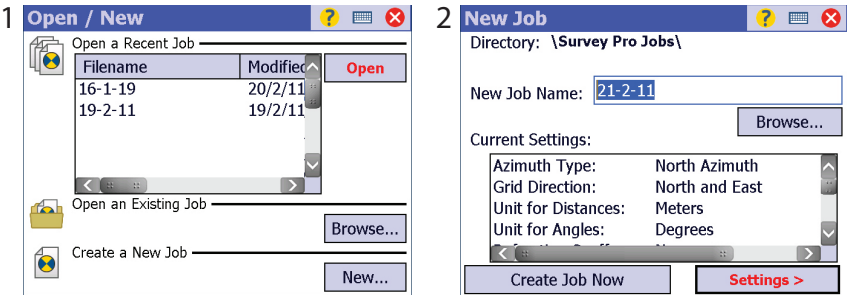 1
Open / New
?
Open a Recent Job
Filename Modified
Open
16-1-19 20/2/11
19-2-11 19/2/11
Open an Existing Job
Browse...
Create a New Job
New...
2
New Job
?
Directory: \Survey Pro Jobs\
New Job Name: 21-2-11
Browse...
Current Settings:
Azimuth Type: North Azimuth
Grid Direction: North and East
Unit for Distances: Meters
Unit for Angles: Degrees
Create Job Now
Settings >